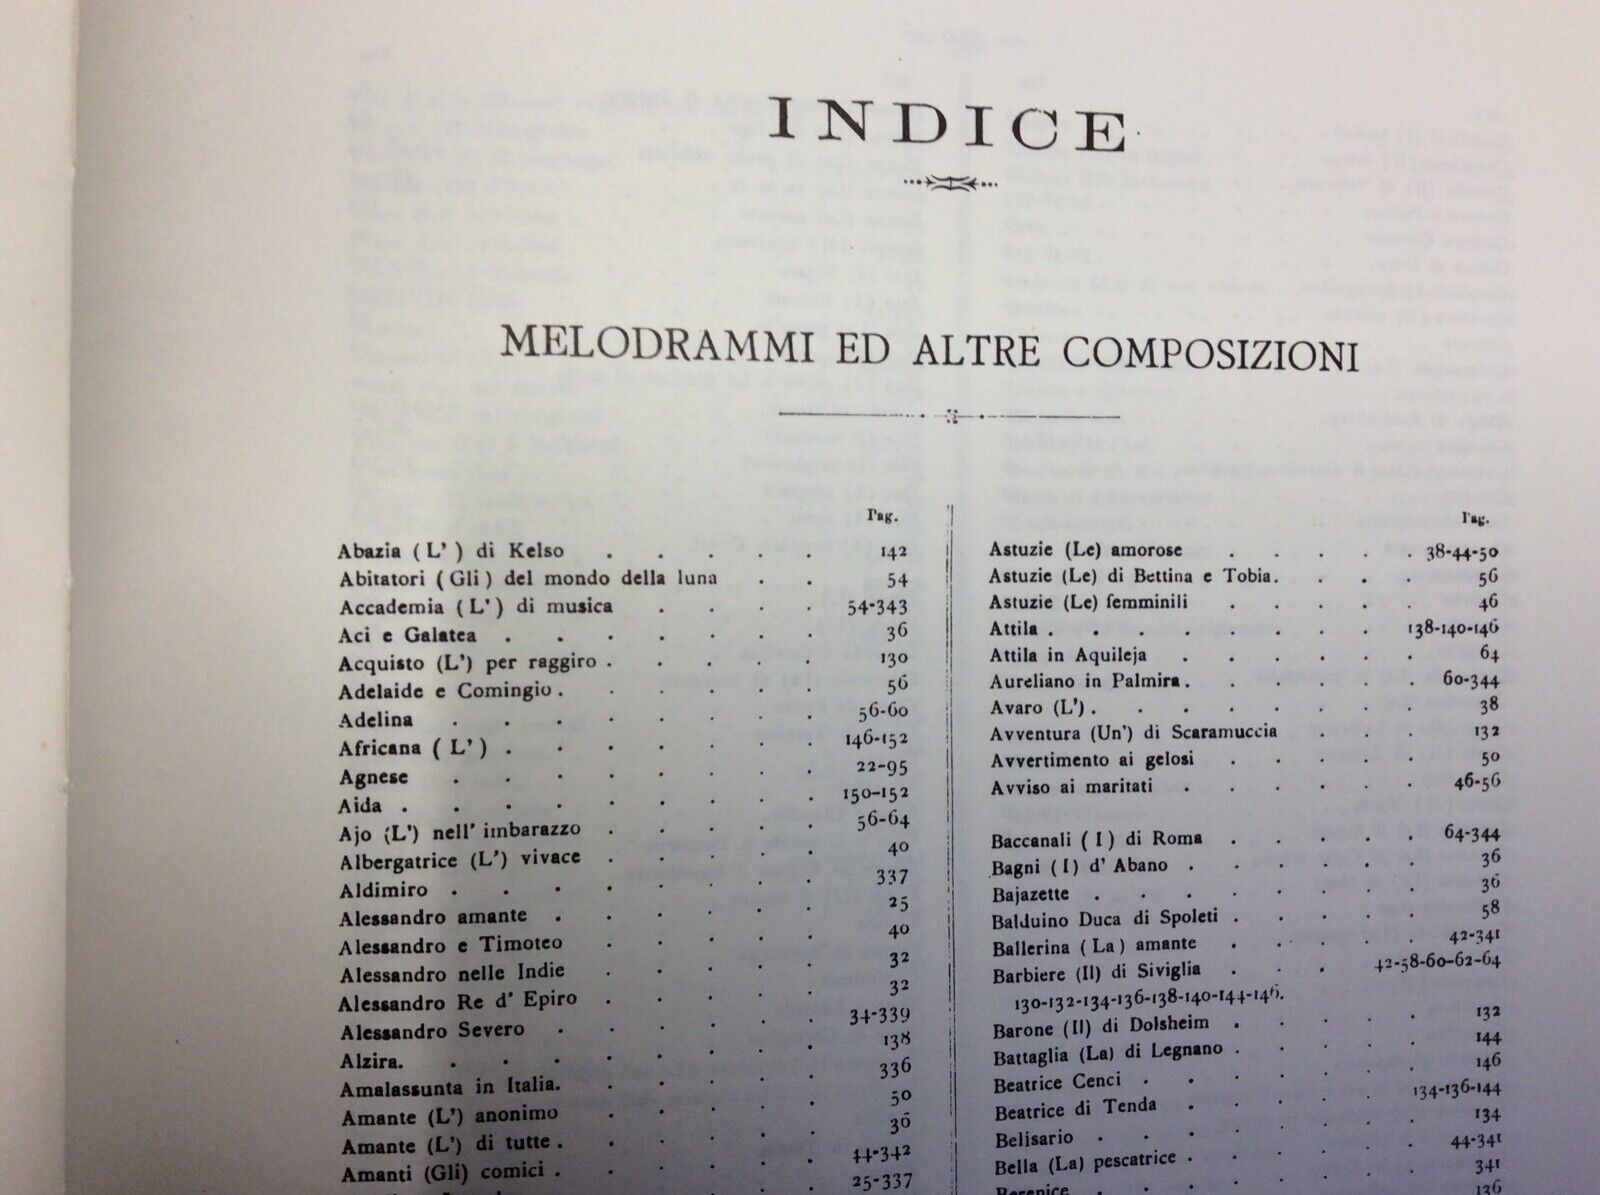 INDICE
MELODRAMMI ED ALTRE COMPOSIZIONI
Pag.
Abazia (L') di Kelso . . . . . 142
Abitatori (Gli) del mondo della luna . . 54
Accademia (L') di musica . . . . 54-343
Aci e Galatea . . . . . . . 36
Acquisto (L') per raggiro . . . . . 130
Adelaide e Comingio . . . . . . 56
Adelina . . . . . . . . 56-60
Africana (L') . . . . . . . 146-152
Agnese . . . . . . . . 22-95
Aida . . . . . . . . . 150-152
Ajo (L') nell' imbarazzo . . . . . 56-64
Albergatrice (L') vivace . . . . . 40
Aldimiro . . . . . . . . 337
Alessandro amante . . . . . . 25
Alessandro e Timoteo . . . . . 40
Alessandro nelle Indie . . . . . 32
Alessandro Re d' Epiro . . . . . 32
Alessandro Severo . . . . . . 34-339
Alzira. . . . . . . . . 138
Amalassunta in Italia. . . . . . 336
Amante (L') anonimo . . . . . 50
Amante (L') di tutte . . . . . . 36
Amanti (Gli) comici . . . . . . 44-342
25-337
Pag.
Astuzie (Le) amorose . . . . . 38-44-50
Astuzie (Le) di Bettina e Tobia. . . . 56
Astuzie (Le) femminili . . . . . 46
Attila . . . . . . . . . 138-140-146
Attila in Aquileja . . . . . . 64
Aureliano in Palmira. . . . . . 60-344
Avaro (L') . . . . . . . . 38
Avventura (Un') di Scaramuccia . . . 132
Avvertimento ai gelosi . . . . . 50
Avviso ai maritati . . . . . . 46-56
Baccanali (I) di Roma . . . . . 64-344
Bagni (I) d' Abano . . . . . . 36
Bajazette . . . . . . . . 36
Balduino Duca di Spoleti . . . . . 58
Ballerina (La) amante . . . . . 42-341
Barbiere (Il) di Siviglia . . . 42-58-60-62-64
130-132-134-136-138-140-144-146.
Barone (Il) di Dolsheim . . . . . 132
Battaglia (La) di Legnano . . . . . 144
Beatrice Cenci . . . . . . . 146
Beatrice di Tenda . . . . . . 134-136-144
Belisario . . . . . . . . 134
Bella (La) pescatrice . . . . . . 44-341
Berenice . . . . . . . . 341
136